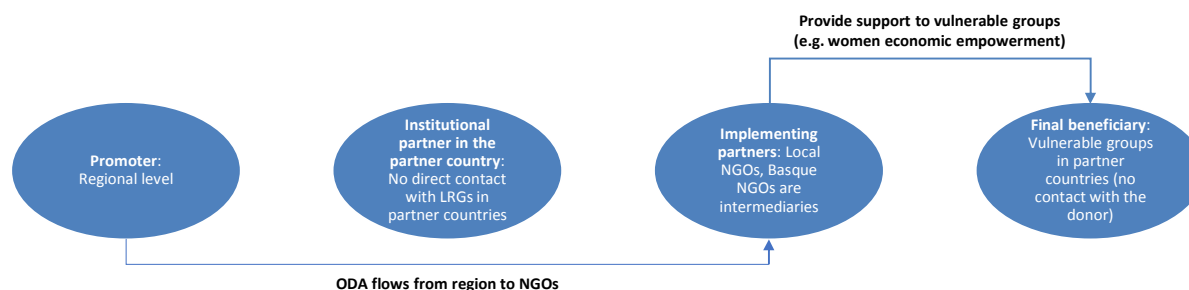 Provide support to vulnerable groups
(e.g. women economic empowerment)
Promoter:
Regional level
Institutional
partner in the
partner country:
No direct contact
with LRGs in
partner countries
Implementing
partners: Local
NGOs, Basque
NGOs are
intermediaries
Final beneficiary:
Vulnerable groups
in partner
countries (no
contact with the
donor)
ODA flows from region to NGOs